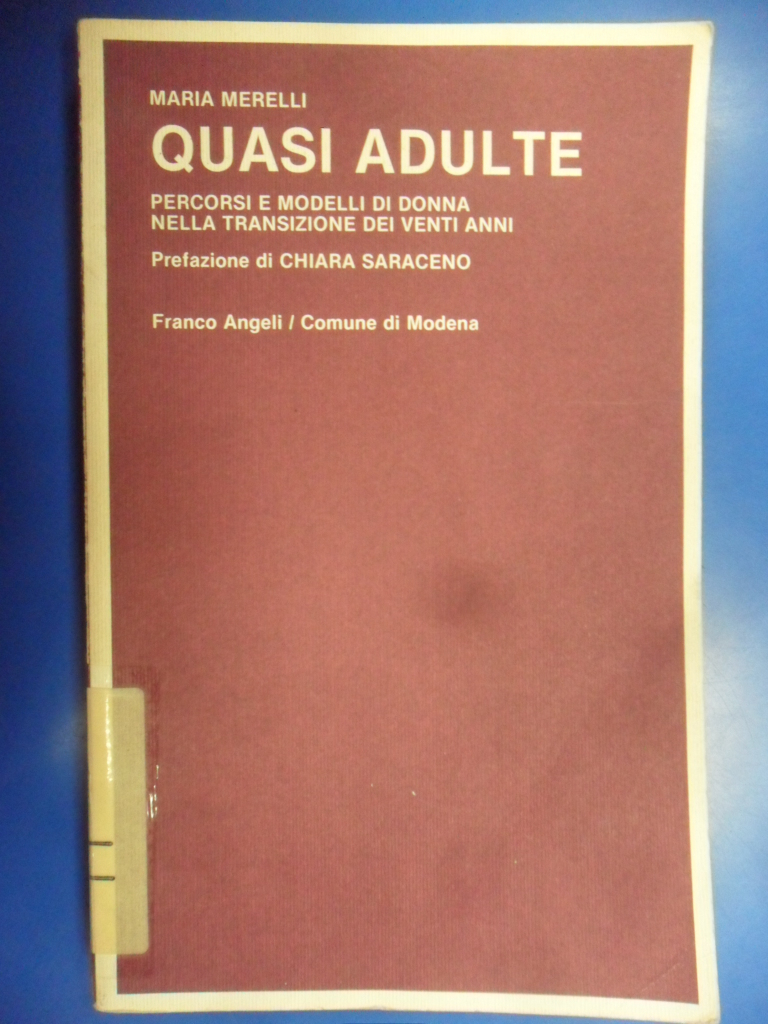 MARIA MERELLI
QUASI ADULTE
PERCORSI E MODELLI DI DONNA
NELLA TRANSIZIONE DEI VENTI ANNI
Prefazione di CHIARA SARACENO
Franco Angeli / Comune di Modena